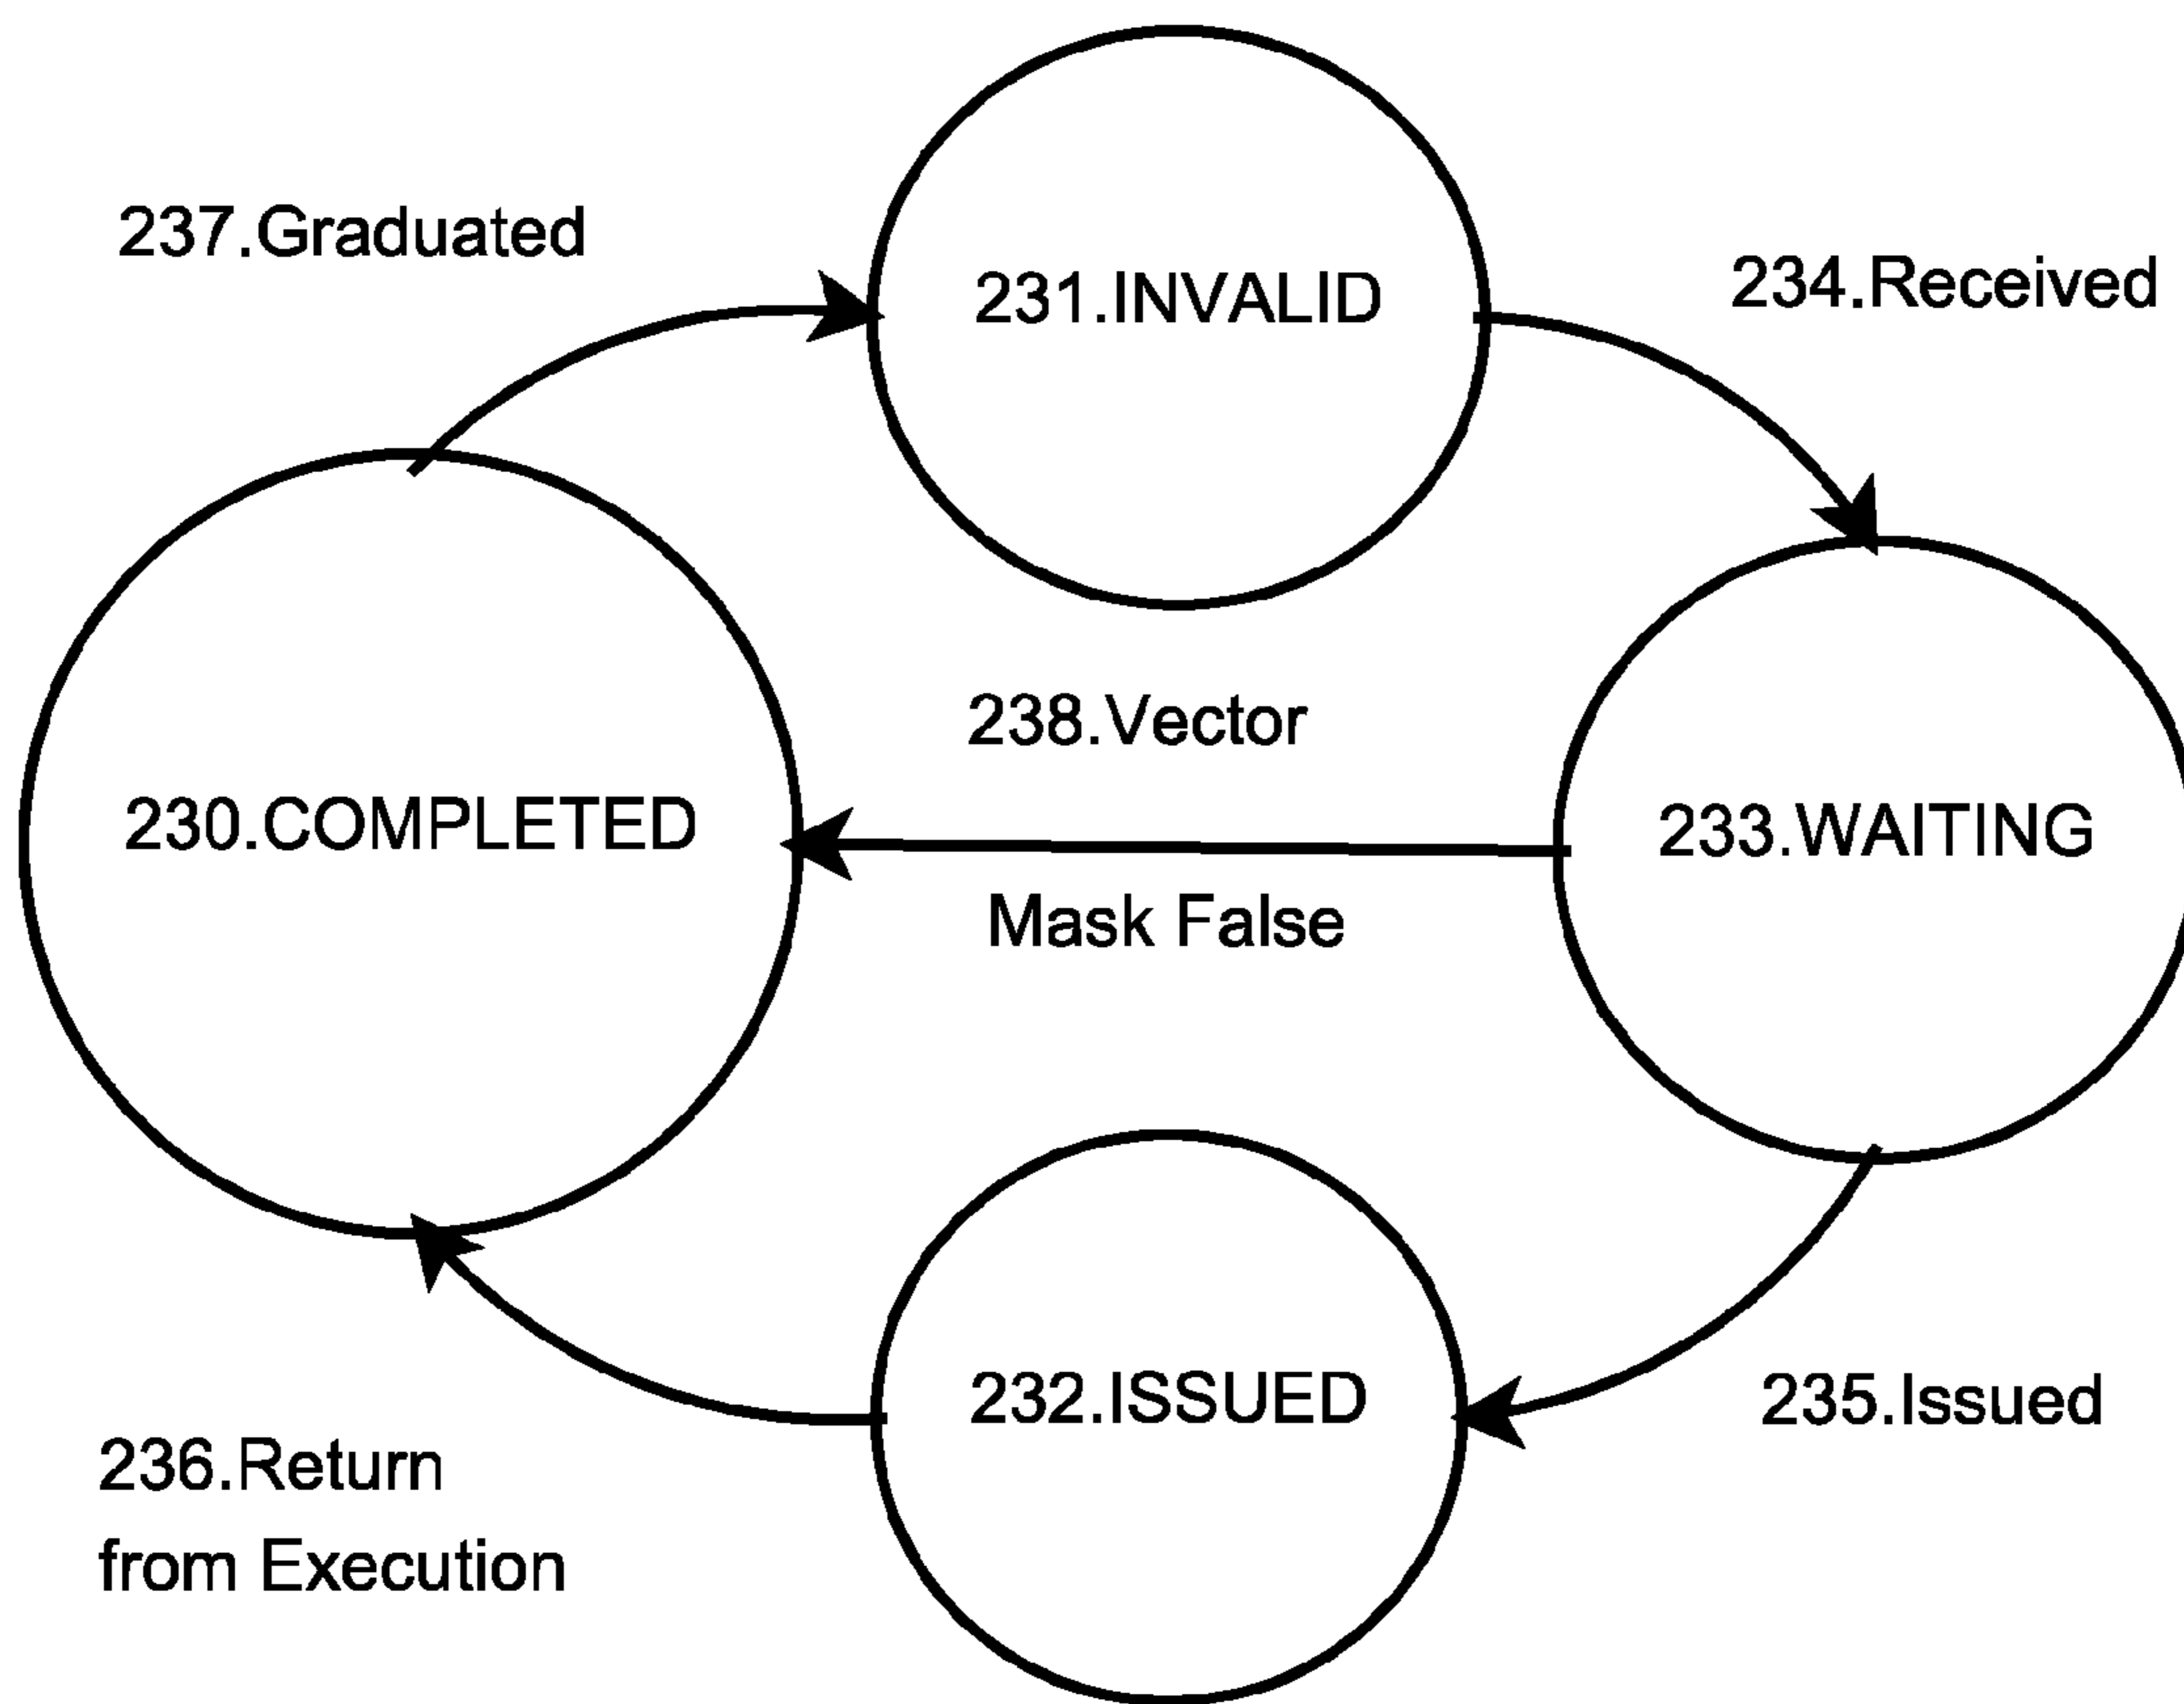 237.Graduated
231.INVALID
234.Received
238.Vector
230.COMPLETED
233.WAITING
Mask False
232.ISSUED
235.Issued
236.Return
from Execution